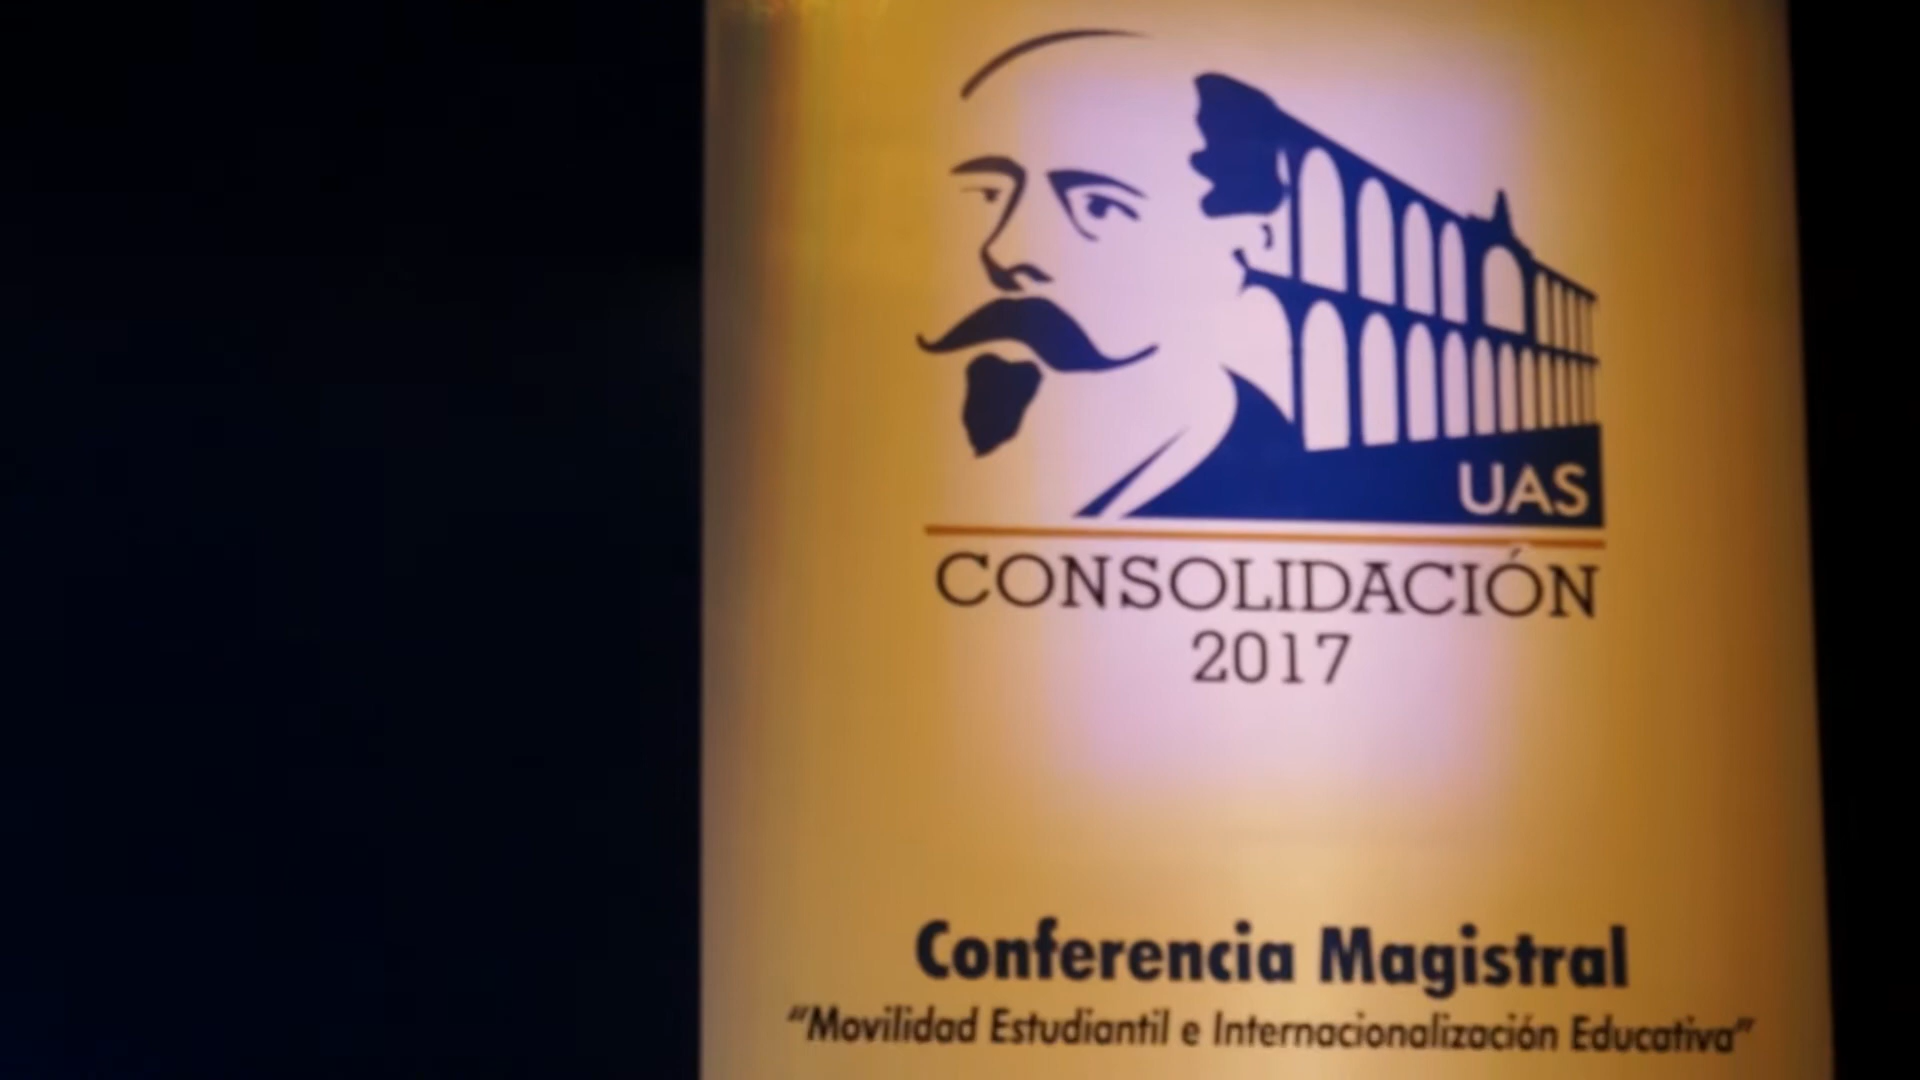 UAS
CONSOLIDACIÓN
2017
Conferencia Magistral
“Movilidad Estudiantil e Internacionalización Educativa”